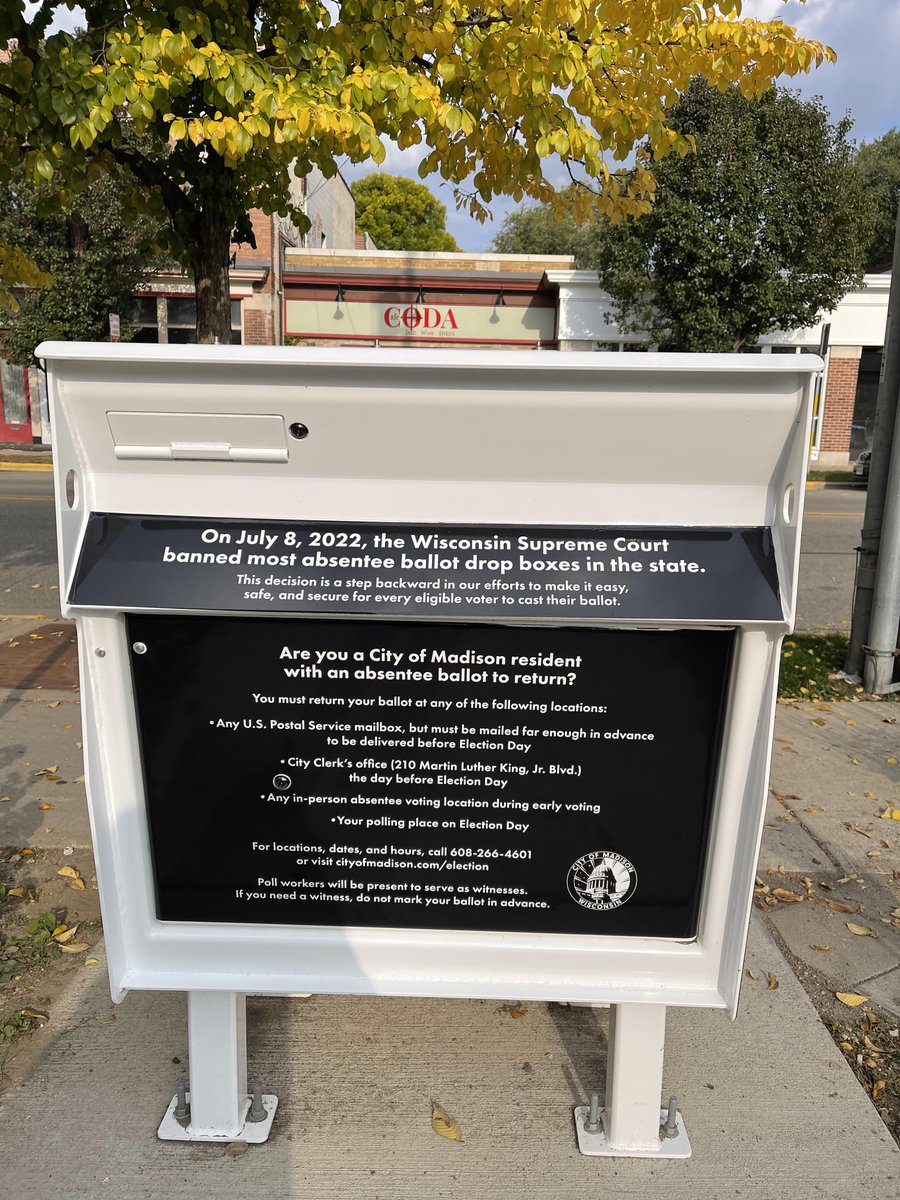 Cafe
CODA
Jazz Wine Spirits
On July 8, 2022, the Wisconsin Supreme Court
banned most absentee ballot drop boxes in the state.
This decision is a step backward in our efforts to make it easy,
safe, and secure for every eligible voter to cast their ballot.
Are you a City of Madison resident
with an absentee ballot to return?
You must return your ballot at any of the following locations:
•Any U.S. Postal Service mailbox, but must be mailed far enough in advance
to be delivered before Election Day
•City Clerk's office (210 Martin Luther King, Jr. Blvd.)
the day before Election Day
•Any in-person absentee voting location during early voting
•Your polling place on Election Day
For locations, dates, and hours, call 608-266-4601
or visit cityofmadison.com/election
Poll workers will be present to serve as witnesses.
If you need a witness, do not mark your ballot in advance.
CITY OF MADISON
WISCONSIN